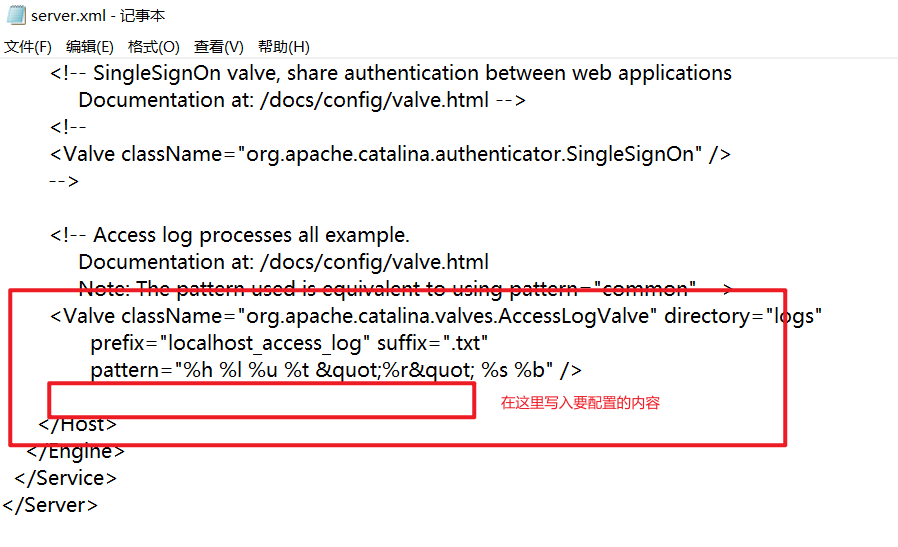 server.xml - 记事本
文件(F) 编辑(E) 格式(O) 查看(V) 帮助(H)
<!-- SingleSignOn valve, share authentication between web applications
Documentation at: /docs/config/valve.html -->
<!--
<Valve className="org.apache.catalina.authenticator.SingleSignOn" />
-->
<!-- Access log processes all example.
Documentation at: /docs/config/valve.html
Note: The pattern used is equivalent to using pattern="common" -->
<Valve className="org.apache.catalina.valves.AccessLogValve" directory="logs"
prefix="localhost_access_log" suffix=".txt"
pattern="%h %l %u %t &quot;%r&quot; %s %b" />
在这里写入要配置的内容
</Host>
</Engine>
</Service>
</Server>